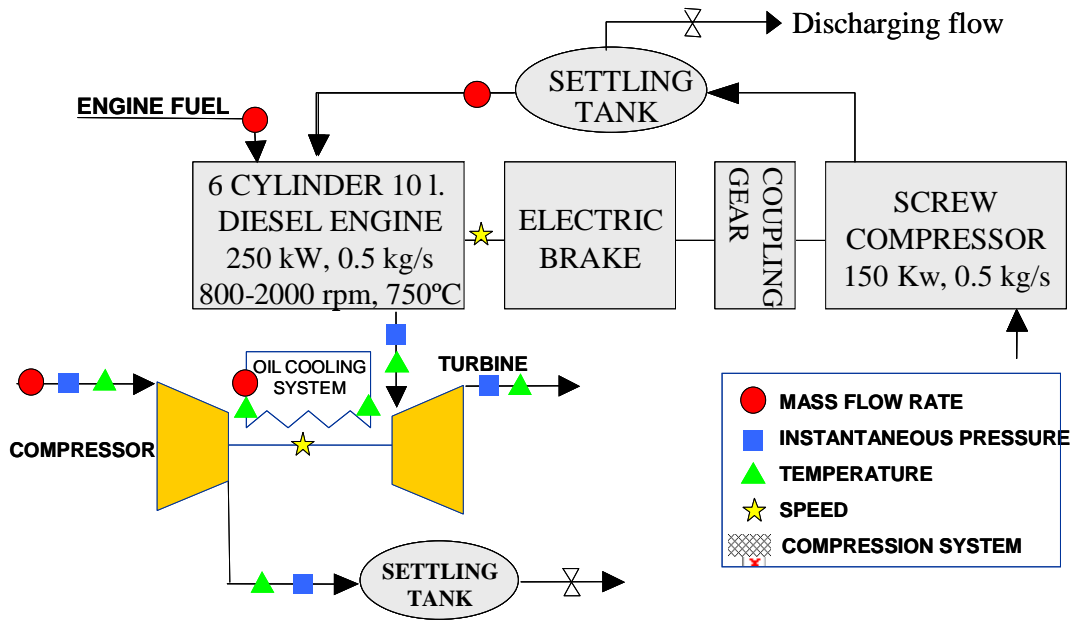 Discharging flow
SETTLING
TANK
ENGINE FUEL
6 CYLINDER 10 l.
DIESEL ENGINE
250 kW, 0.5 kg/s
800-2000 rpm, 750ºC
ELECTRIC
BRAKE
COUPLING
GEAR
SCREW
COMPRESSOR
150 Kw, 0.5 kg/s
OIL COOLING
SYSTEM
TURBINE
COMPRESSOR
SETTLING
TANK
MASS FLOW RATE
INSTANTANEOUS PRESSURE
TEMPERATURE
SPEED
COMPRESSION SYSTEM